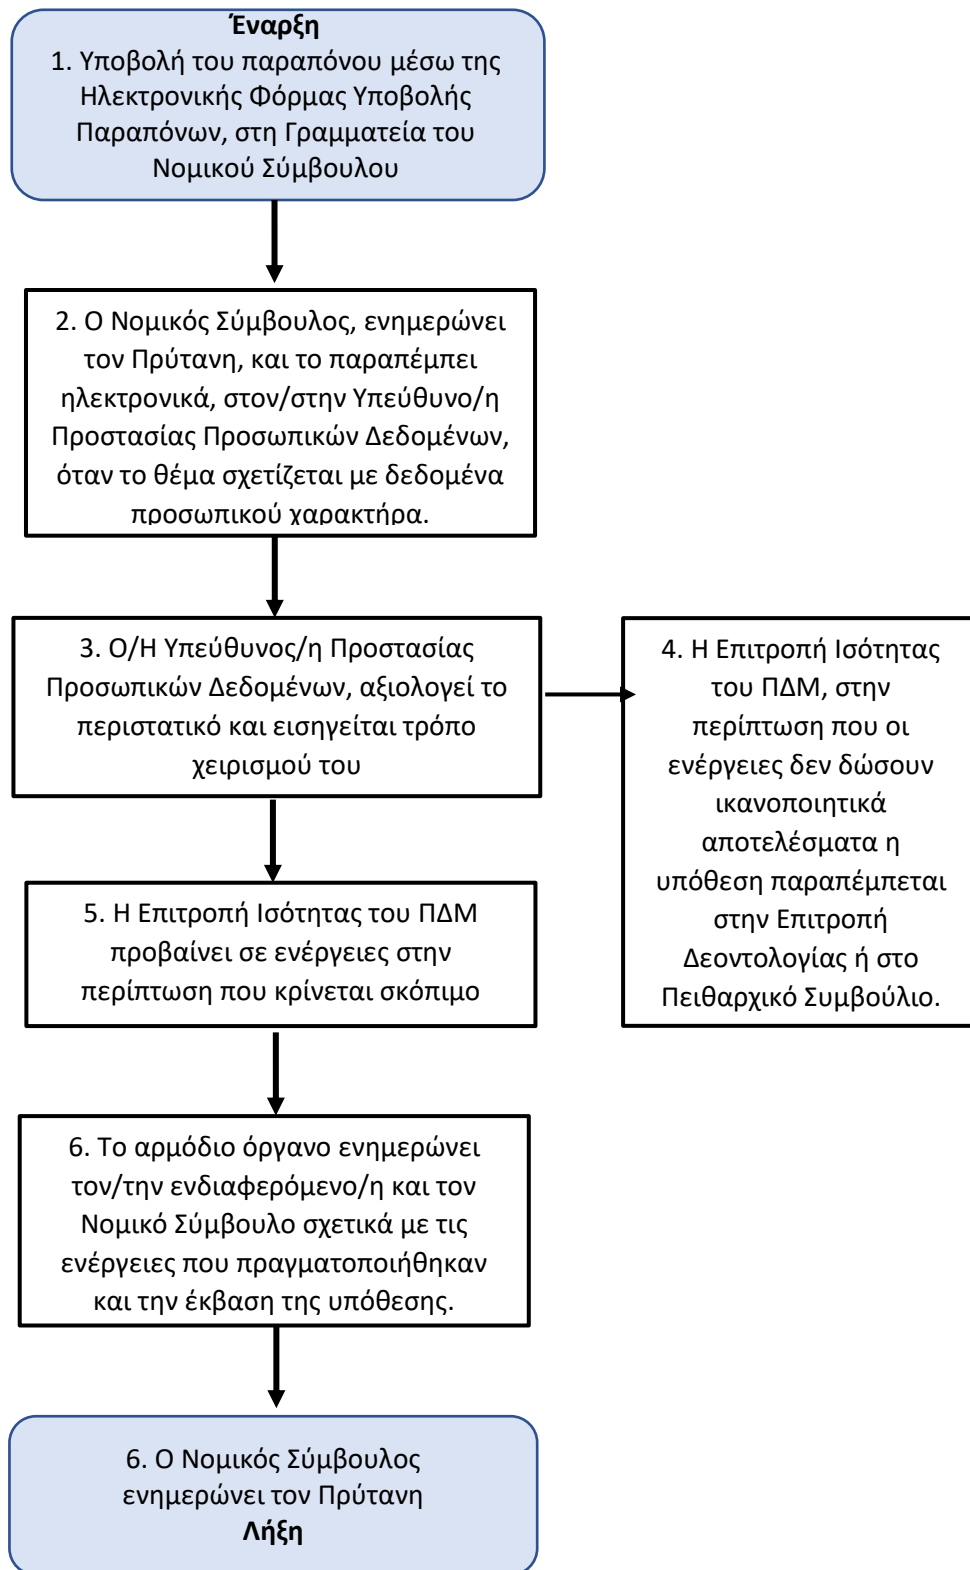 Έναρξη
1. Υποβολή του παραπόνου μέσω της
Ηλεκτρονικής Φόρμας Υποβολής
Παραπόνων, στη Γραμματεία του
Νομικού Σύμβουλου
2. Ο Νομικός Σύμβουλος, ενημερώνει
τον Πρύτανη, και το παραπέμπει
ηλεκτρονικά, στον/στην Υπεύθυνο/η
Προστασίας Προσωπικών Δεδομένων,
όταν το θέμα σχετίζεται με δεδομένα
προσωπικού χαρακτήρα.
3. Ο/Η Υπεύθυνος/η Προστασίας
Προσωπικών Δεδομένων, αξιολογεί το
περιστατικό και εισηγείται τρόπο
χειρισμού του
4. Η Επιτροπή Ισότητας
του ΠΔΜ, στην
περίπτωση που οι
ενέργειες δεν δώσουν
ικανοποιητικά
αποτελέσματα η
υπόθεση παραπέμπεται
στην Επιτροπή
Δεοντολογίας ή στο
Πειθαρχικό Συμβούλιο.
5. Η Επιτροπή Ισότητας του ΠΔΜ
προβαίνει σε ενέργειες στην
περίπτωση που κρίνεται σκόπιμο
6. Το αρμόδιο όργανο ενημερώνει
τον/την ενδιαφερόμενο/η και τον
Νομικό Σύμβουλο σχετικά με τις
ενέργειες που πραγματοποιήθηκαν
και την έκβαση της υπόθεσης.
6. Ο Νομικός Σύμβουλος
ενημερώνει τον Πρύτανη
Λήξη